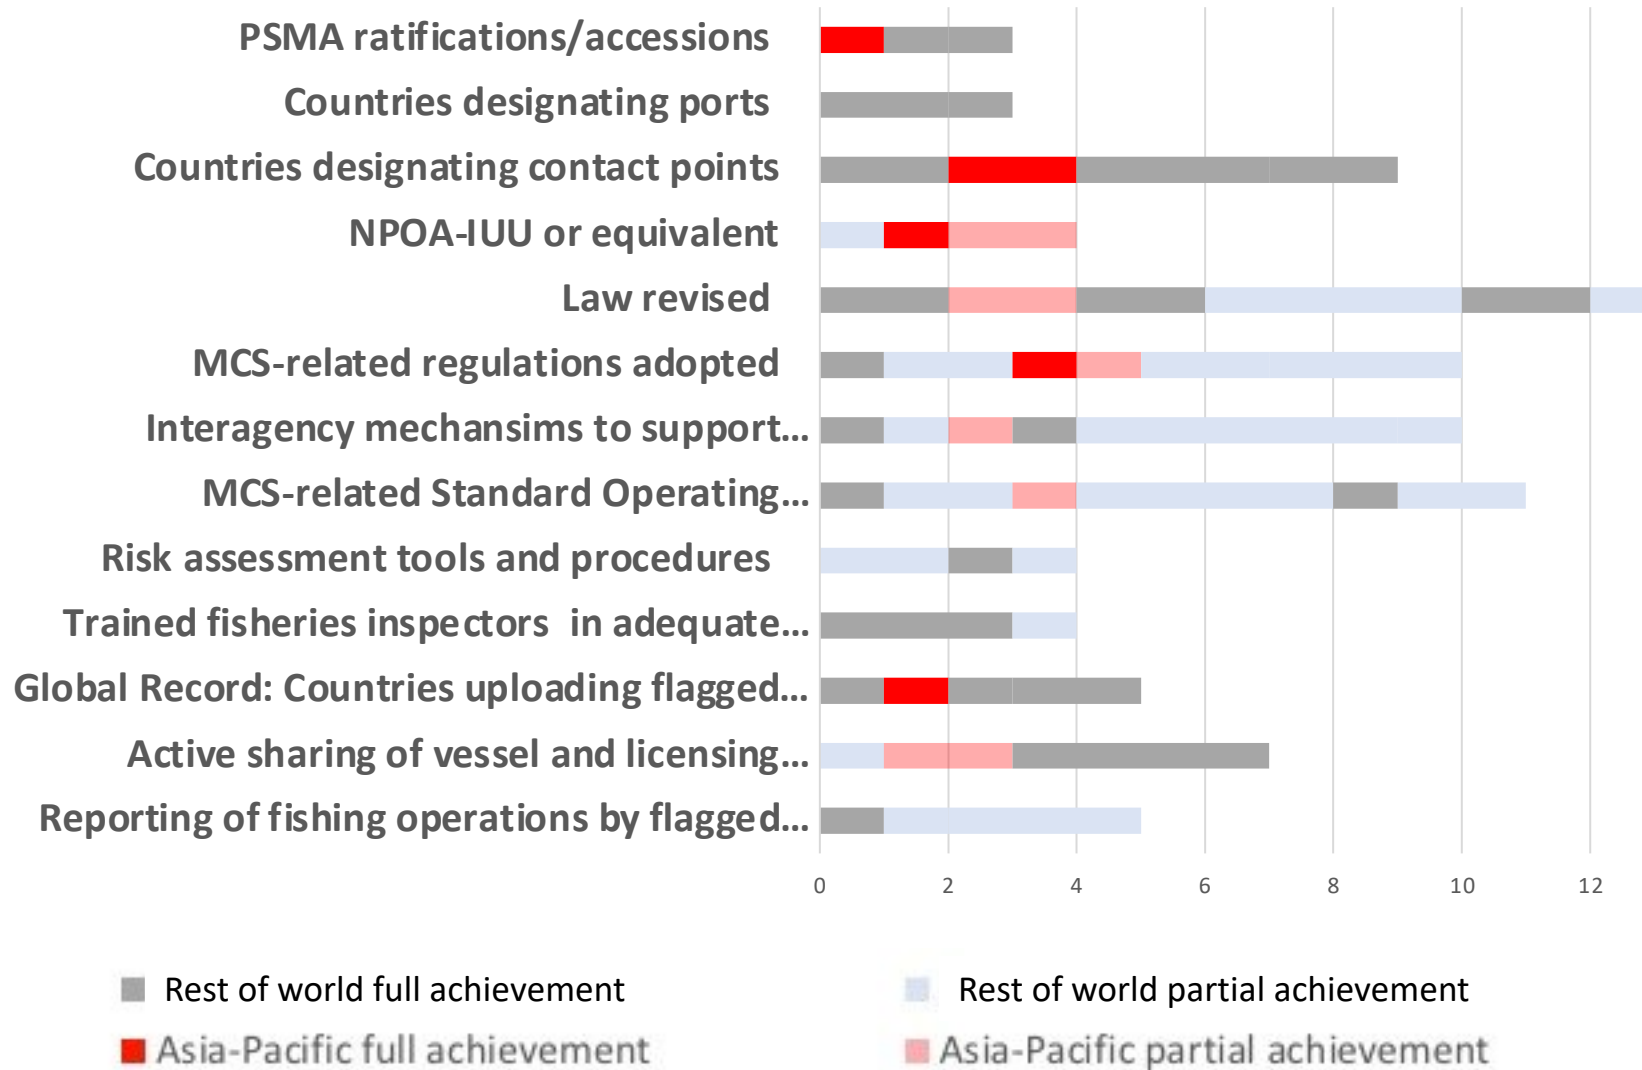 PSMA ratifications/accessions
Countries designating ports
Countries designating contact points
NPOA-IUU or equivalent
Law revised
MCS-related regulations adopted
Interagency mechansims to support...
MCS-related Standard Operating...
Risk assessment tools and procedures
Trained fisheries inspectors  in adequate...
Global Record: Countries uploading flagged...
Active sharing of vessel and licensing...
Reporting of fishing operations by flagged...
0 2 4 6 8 10 12
Rest of world full achievement Rest of world partial achievement
Asia-Pacific full achievement Asia-Pacific partial achievement